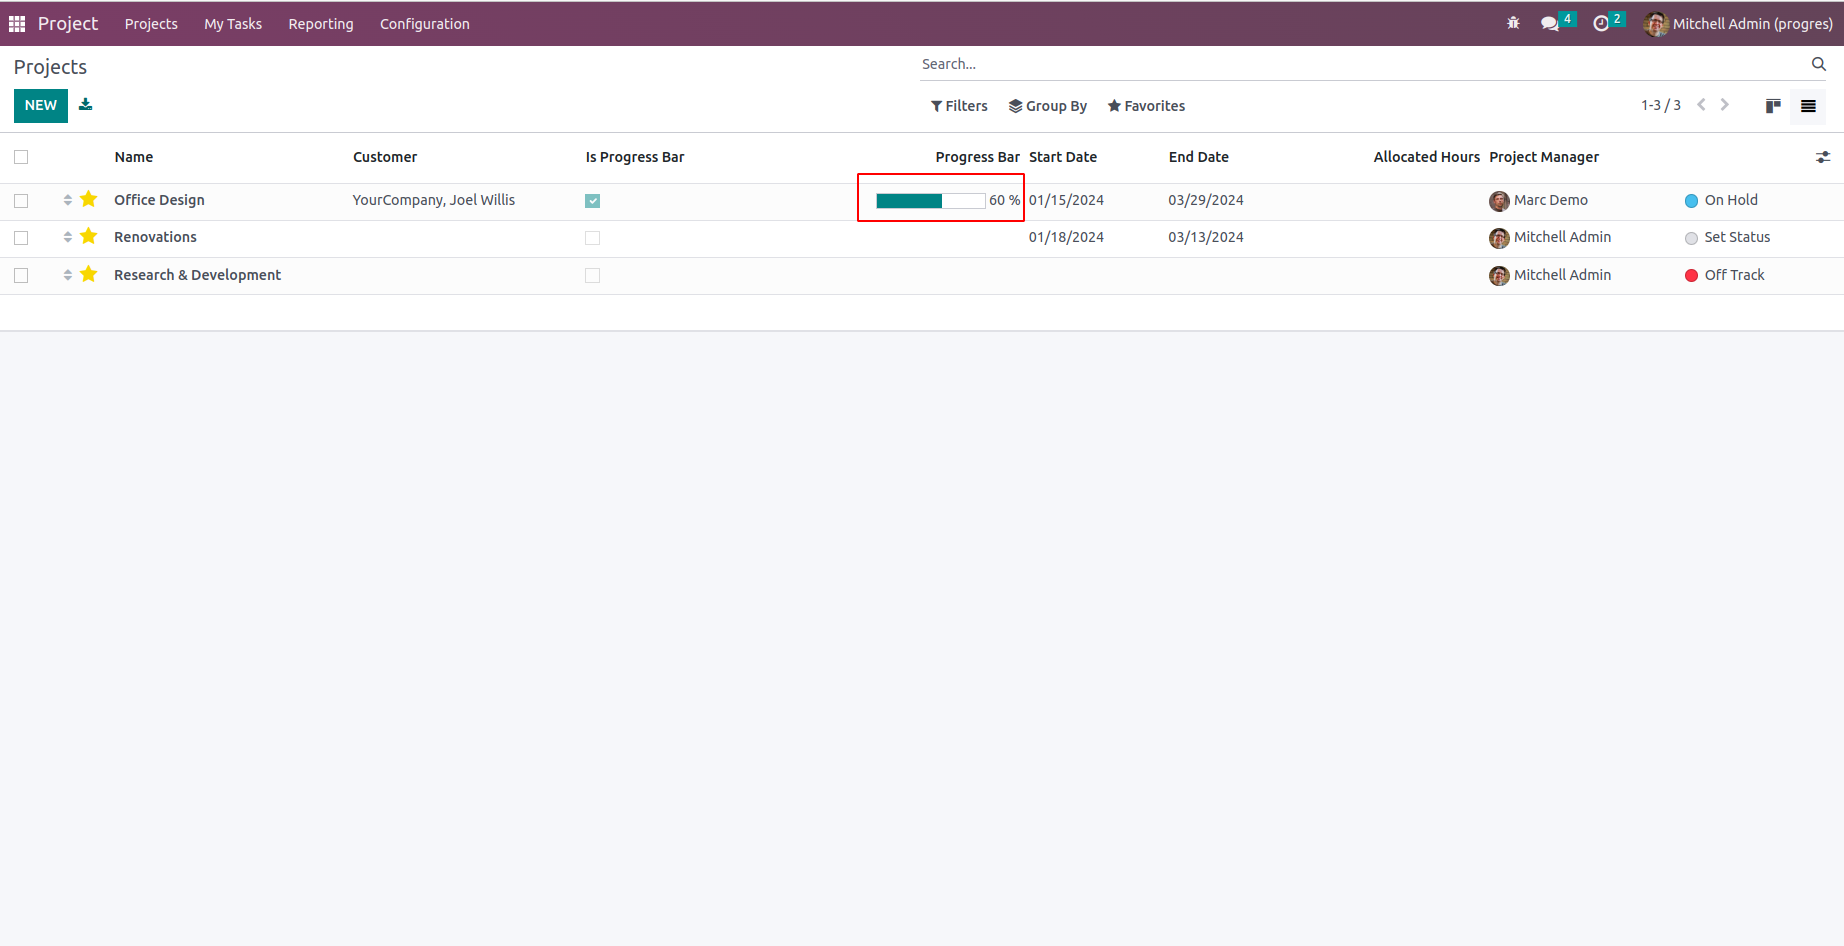 Project Projects My Tasks Reporting Configuration 4 2 Mitchell Admin (progres)
Projects Search...
NEW Filters Group By Favorites 1-3 / 3
Name Customer Is Progress Bar Progress Bar Start Date End Date Allocated Hours Project Manager
Office Design YourCompany, Joel Willis 60 % 01/15/2024 03/29/2024 Marc Demo On Hold
Renovations 01/18/2024 03/13/2024 Mitchell Admin Set Status
Research & Development Mitchell Admin Off Track